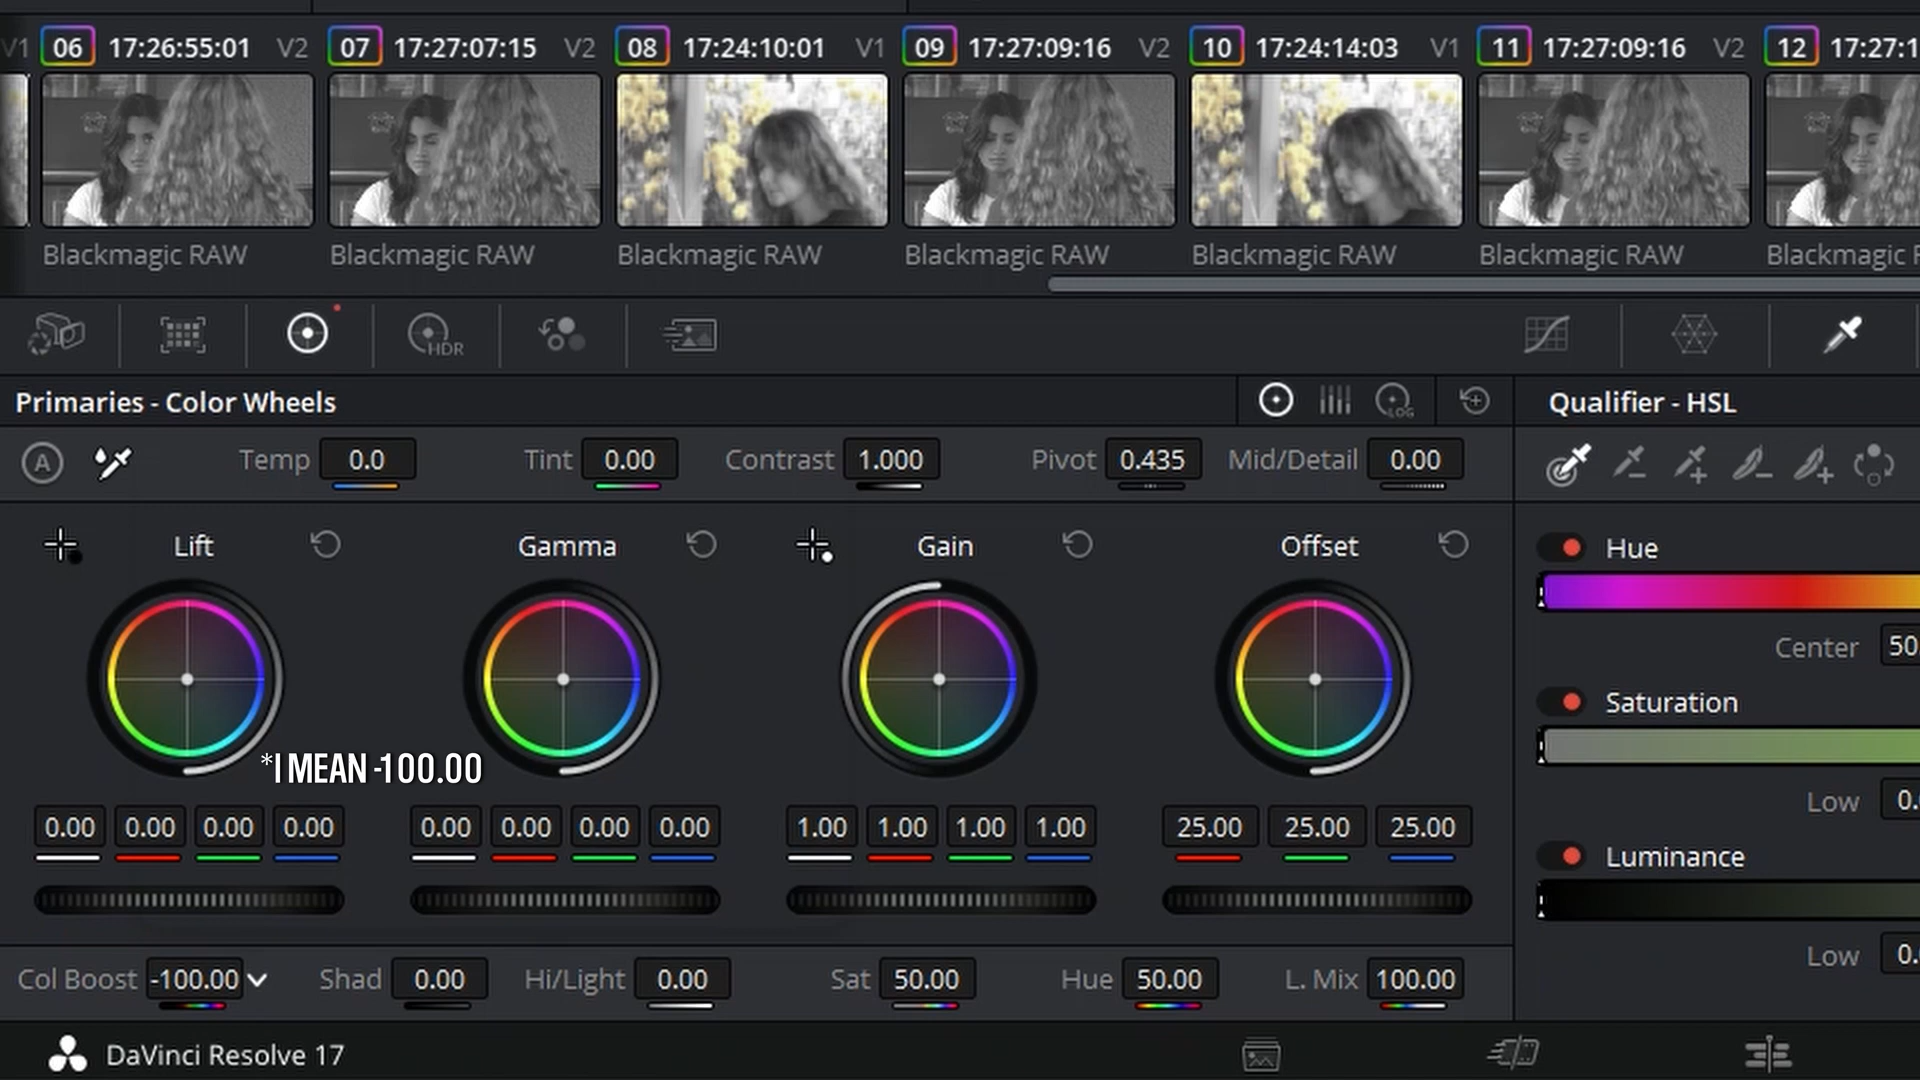 V1 06 17:26:55:01 V2 07 17:27:07:15 V2 08 17:24:10:01 V1 09 17:27:09:16 V2 10 17:24:14:03 V1 11 17:27:09:16 V2 12 17:27:1
Blackmagic RAW Blackmagic RAW Blackmagic RAW Blackmagic RAW Blackmagic RAW Blackmagic RAW Blackmagic
HDR
Primaries - Color Wheels LOG Qualifier - HSL
A Temp 0.0 Tint 0.00 Contrast 1.000 Pivot 0.435 Mid/Detail 0.00
Lift Gamma Gain Offset Hue
Center 50.
Saturation
*I MEAN -100.00
Low 0.
0.00 0.00 0.00 0.00 0.00 0.00 0.00 0.00 1.00 1.00 1.00 1.00 25.00 25.00 25.00
Luminance
Low 0.
Col Boost -100.00 Shad 0.00 Hi/Light 0.00 Sat 50.00 Hue 50.00 L. Mix 100.00
DaVinci Resolve 17